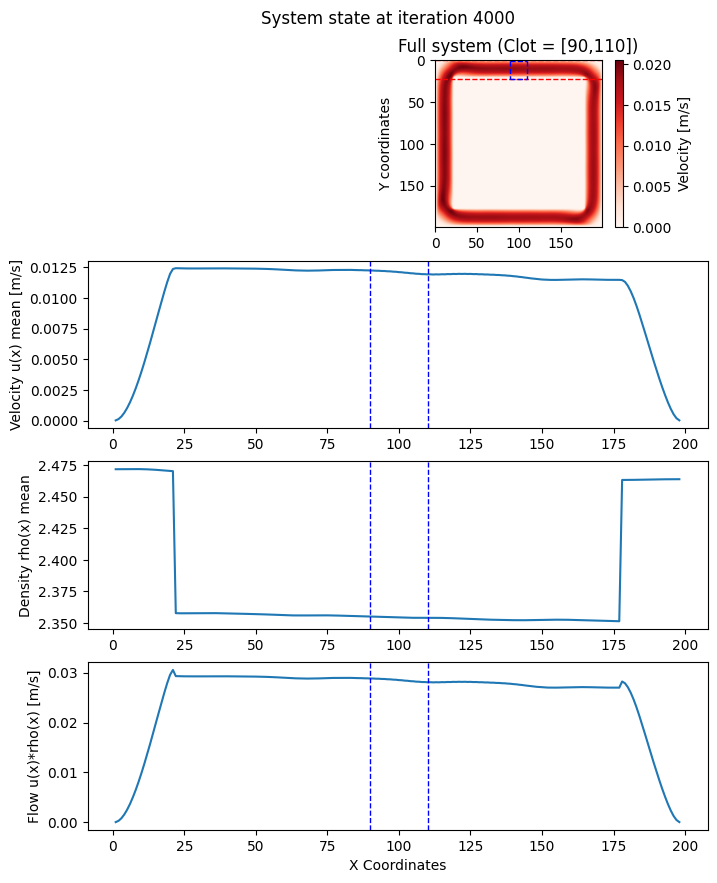 System state at iteration 4000
Full system (Clot = [90,110])
Y coordinates
0
50
100
150
0 50 100 150
0.020
0.015
0.010
0.005
0.000
Velocity [m/s]
Velocity u(x) mean [m/s]
0.0125
0.0100
0.0075
0.0050
0.0025
0.0000
0 25 50 75 100 125 150 175 200
Density rho(x) mean
2.475
2.450
2.425
2.400
2.375
2.350
0 25 50 75 100 125 150 175 200
Flow u(x)*rho(x) [m/s]
0.03
0.02
0.01
0.00
0 25 50 75 100 125 150 175 200
X Coordinates